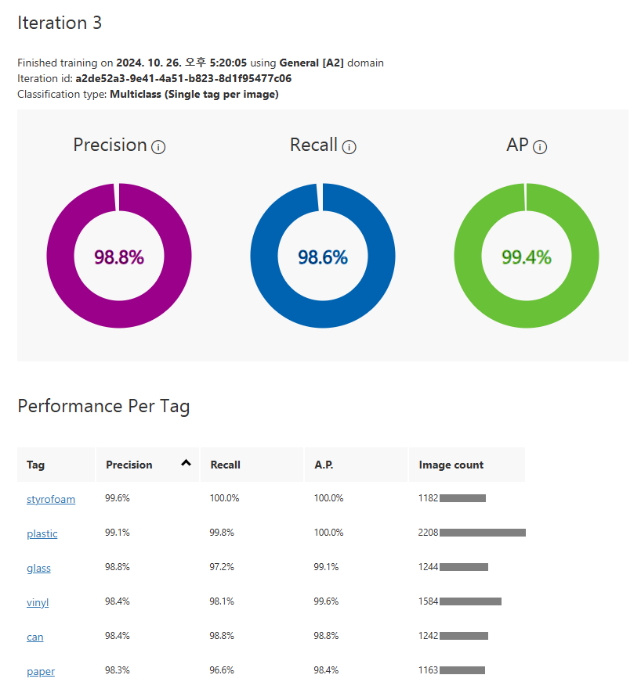 Iteration 3
Finished training on 2024. 10. 26. 오후 5:20:05 using General [A2] domain
Iteration id: a2de52a3-9e41-4a51-b823-8d1f95477c06
Classification type: Multiclass (Single tag per image)
Precision Recall AP
98.8% 98.6% 99.4%
Performance Per Tag
Tag Precision Recall A.P. Image count
styrofoam 99.6% 100.0% 100.0% 1182
plastic 99.1% 99.8% 100.0% 2208
glass 98.8% 97.2% 99.1% 1244
vinyl 98.4% 98.1% 99.6% 1584
can 98.4% 98.8% 98.8% 1242
paper 98.3% 96.6% 98.4% 1163